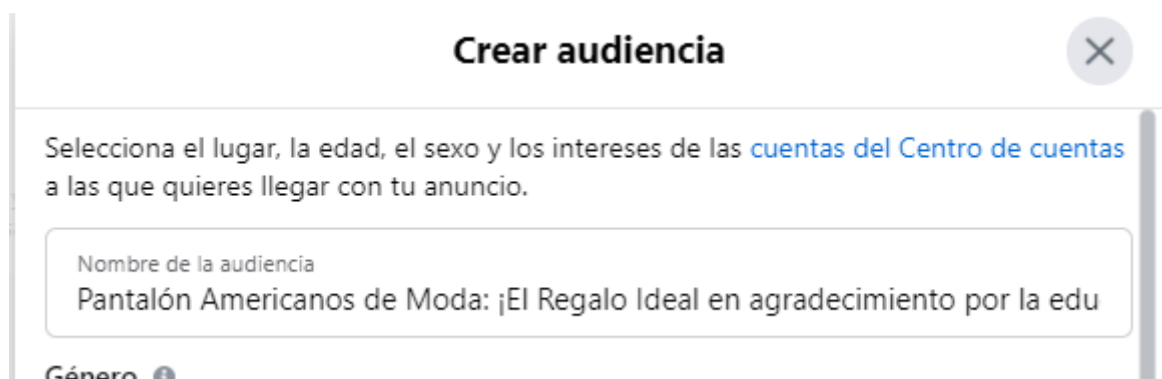 Crear audiencia
Selecciona el lugar, la edad, el sexo y los intereses de las cuentas del Centro de cuentas
a las que quieres llegar con tu anuncio.
Nombre de la audiencia
Pantalón Americanos de Moda: ¡El Regalo Ideal en agradecimiento por la edu
Género